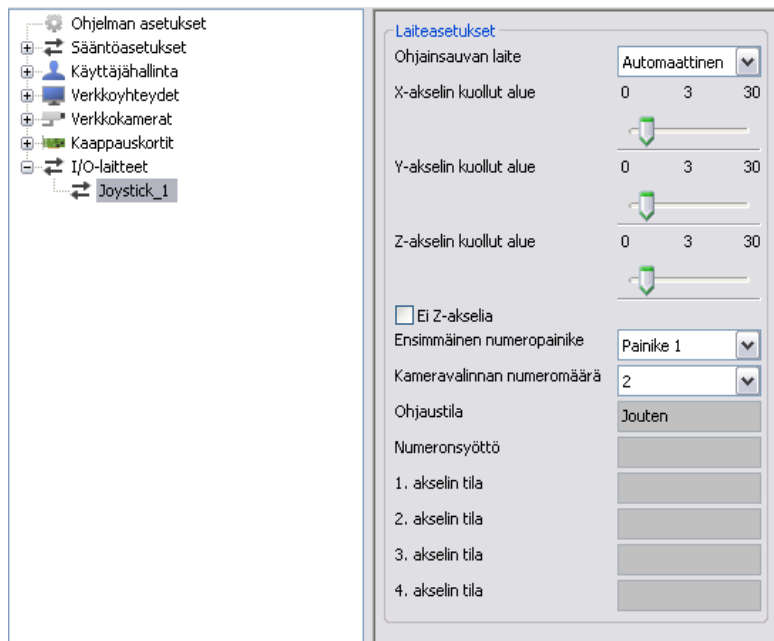 Ohjelman asetukset
Sääntöasetukset
Käyttäjähallinta
Verkkoyhteydet
Verkkokamerat
Kaappauskortit
I/O-laitteet
Joystick_1
Laiteasetukset
Ohjainsauvan laite Automaattinen
X-akselin kuollut alue 0 3 30
Y-akselin kuollut alue 0 3 30
Z-akselin kuollut alue 0 3 30
Ei Z-akselia
Ensimmäinen numeropainike Painike 1
Kameravalinnan numeromäärä 2
Ohjaustila Jouten
Numeronsyöttö
1. akselin tila
2. akselin tila
3. akselin tila
4. akselin tila